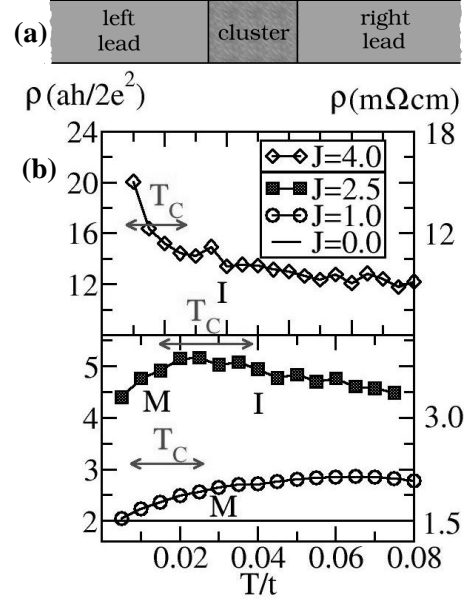 (a)
left lead
cluster
right lead
ρ(ah/2e²)
ρ(mΩcm)
(b)
24
20
16
12
18
12
J=4.0
J=2.5
J=1.0
J=0.0
T_C
I
T_C
5
4
3
2
3.0
1.5
M
I
T_C
M
0.02
0.04
0.06
0.08
T/t